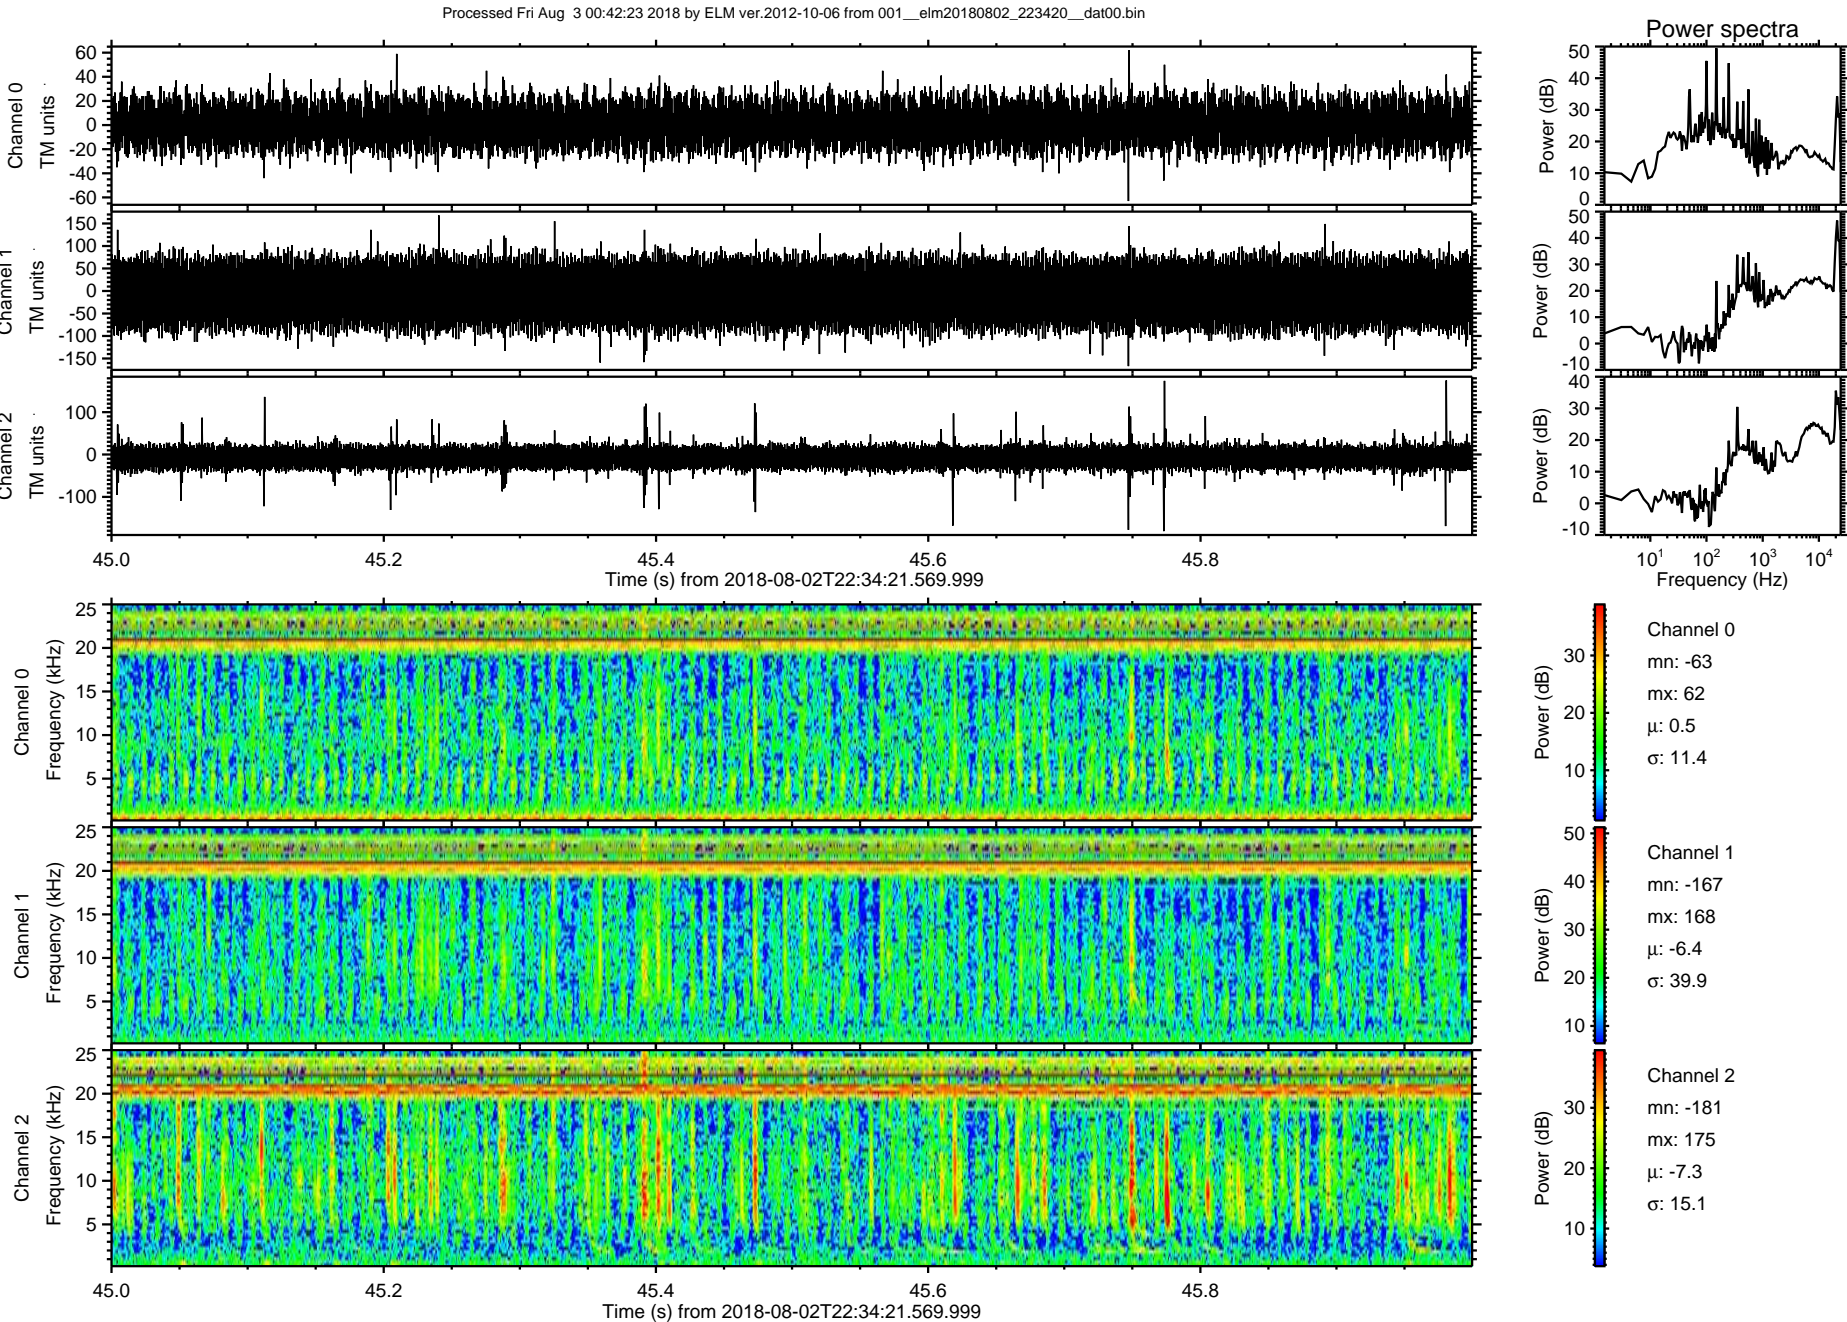 Processed Fri Aug  3 00:42:23 2018 by ELM ver.2012-10-06 from 001__elm20180802_223420__dat00.bin
Power spectra
Channel 0
TM units
60
40
20
0
-20
-40
-60
Power (dB)
50
40
30
20
10
0
Channel 1
TM units
150
100
50
0
-50
-100
-150
Power (dB)
50
40
30
20
10
0
-10
Channel 2
TM units
100
0
-100
Power (dB)
40
30
20
10
0
-10
45.0 45.2 45.4 45.6 45.8
Time (s) from 2018-08-02T22:34:21.569.999
10^1 10^2 10^3 10^4
Frequency (Hz)
Channel 0
Frequency (kHz)
25
20
15
10
5
Power (dB)
30
20
10
Channel 0
mn: -63
mx: 62
μ: 0.5
σ: 11.4
Channel 1
Frequency (kHz)
25
20
15
10
5
Power (dB)
50
40
30
20
10
Channel 1
mn: -167
mx: 168
μ: -6.4
σ: 39.9
Channel 2
Frequency (kHz)
25
20
15
10
5
Power (dB)
30
20
10
Channel 2
mn: -181
mx: 175
μ: -7.3
σ: 15.1
45.0 45.2 45.4 45.6 45.8
Time (s) from 2018-08-02T22:34:21.569.999